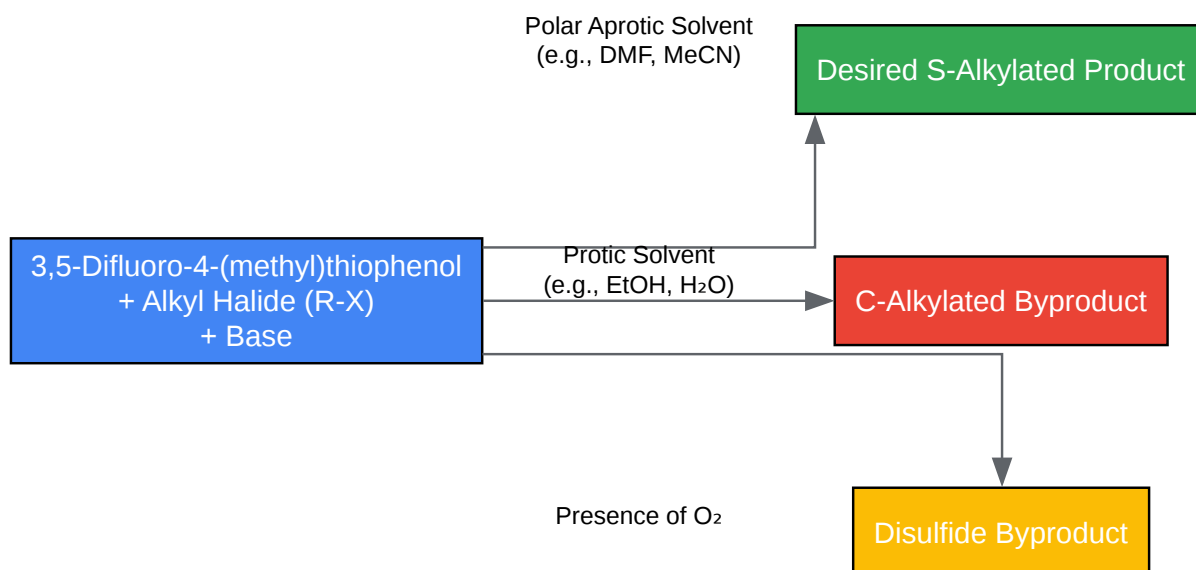 Polar Aprotic Solvent
(e.g., DMF, MeCN)
Desired S-Alkylated Product
3,5-Difluoro-4-(methyl)thiophenol
+ Alkyl Halide (R-X)
+ Base
Protic Solvent
(e.g., EtOH, H₂O)
C-Alkylated Byproduct
Presence of O₂
Disulfide Byproduct